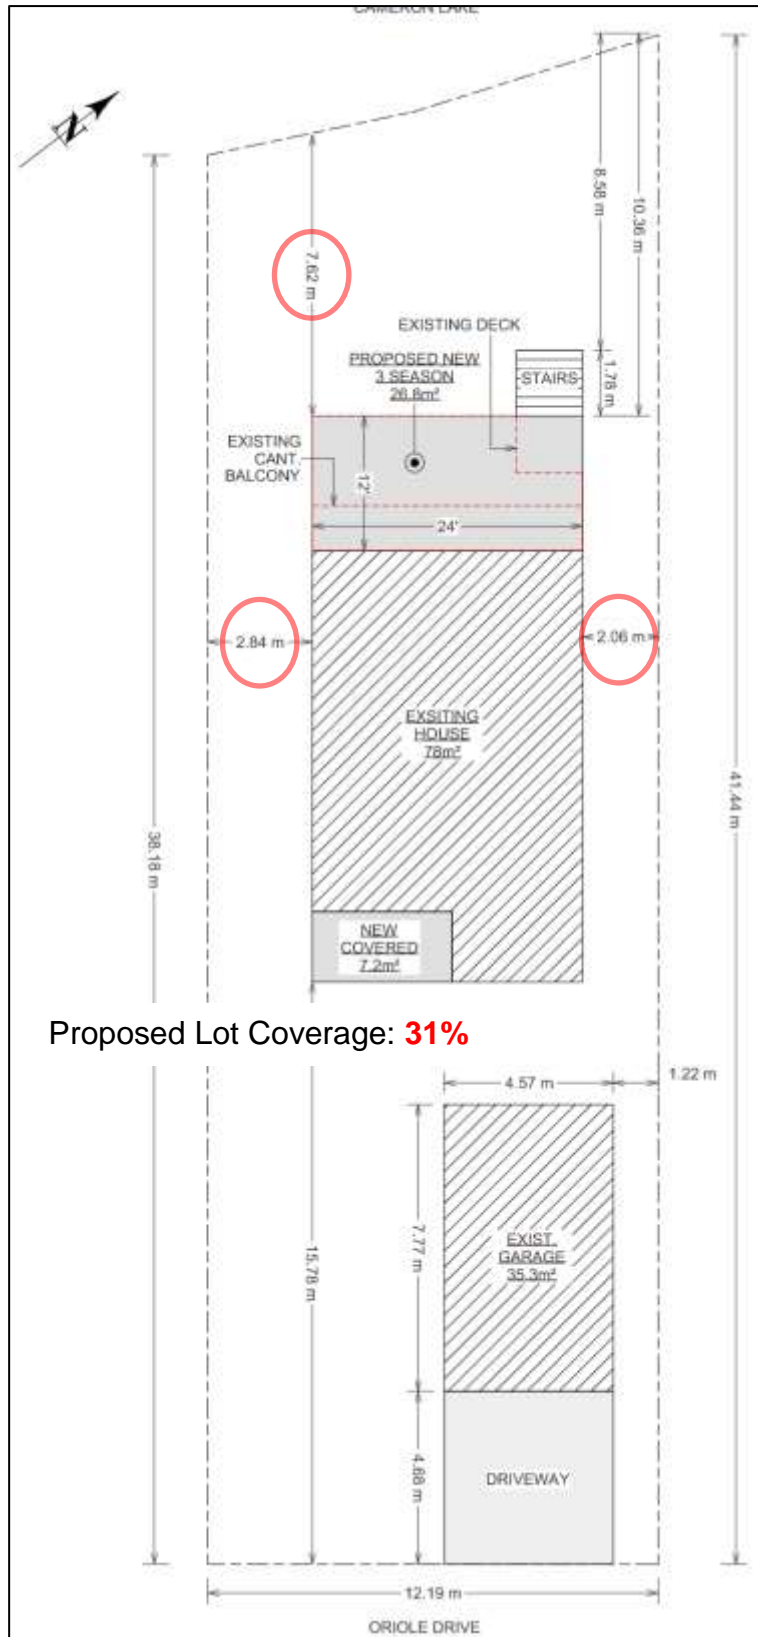 CAMERON LAKE
N
8.58 m
10.36 m
7.62 m
EXISTING DECK
PROPOSED NEW
3 SEASON
26.8m²
STAIRS
1.78 m
EXISTING
CANT.
BALCONY
12'
24'
2.84 m
2.06 m
EXSITING
HOUSE
78m²
41.44 m
38.18 m
NEW
COVERED
7.2m²
Proposed Lot Coverage: 31%
4.57 m
1.22 m
7.77 m
EXIST.
GARAGE
35.3m²
15.78 m
4.68 m
DRIVEWAY
12.19 m
ORIOLE DRIVE